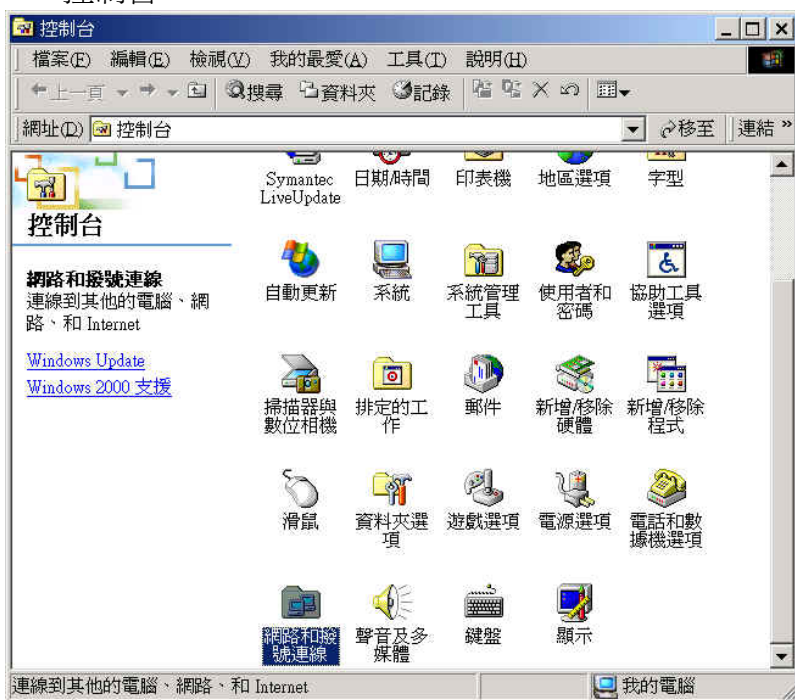 控制台
檔案(F) 編輯(E) 檢視(V) 我的最愛(A) 工具(T) 說明(H)
上一頁 搜尋 資料夾 記錄
網址(D) 控制台 移至 連結 »
控制台
網路和撥號連線
連線到其他的電腦、網
路、和 Internet
Windows Update
Windows 2000 支援
Symantec
LiveUpdate
日期/時間
印表機
地區選項
字型
自動更新
系統
系統管理
工具
使用者和
密碼
協助工具
選項
掃描器與
數位相機
排定的工
作
郵件
新增/移除
硬體
新增/移除
程式
滑鼠
資料夾選
項
遊戲選項
電源選項
電話和數
據機選項
網路和撥
號連線
聲音及多
媒體
鍵盤
顯示
連線到其他的電腦、網路、和 Internet 我的電腦